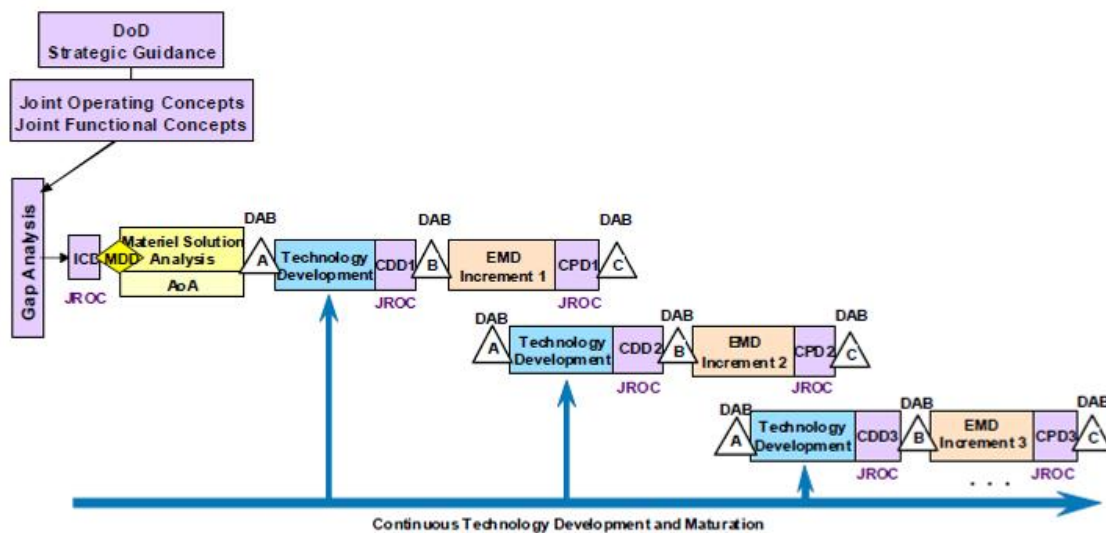 DoD
Strategic Guidance
Joint Operating Concepts
Joint Functional Concepts
Gap Analysis
ICD
JROC
MDD
Materiel Solution
Analysis
AoA
DAB
A
Technology
Development
CDD1
JROC
DAB
B
EMD
Increment 1
CPD1
JROC
DAB
C
DAB
A
Technology
Development
CDD2
JROC
DAB
B
EMD
Increment 2
CPD2
JROC
DAB
C
DAB
A
Technology
Development
CDD3
JROC
DAB
B
EMD
Increment 3
CPD3
JROC
DAB
C
. . .
Continuous Technology Development and Maturation